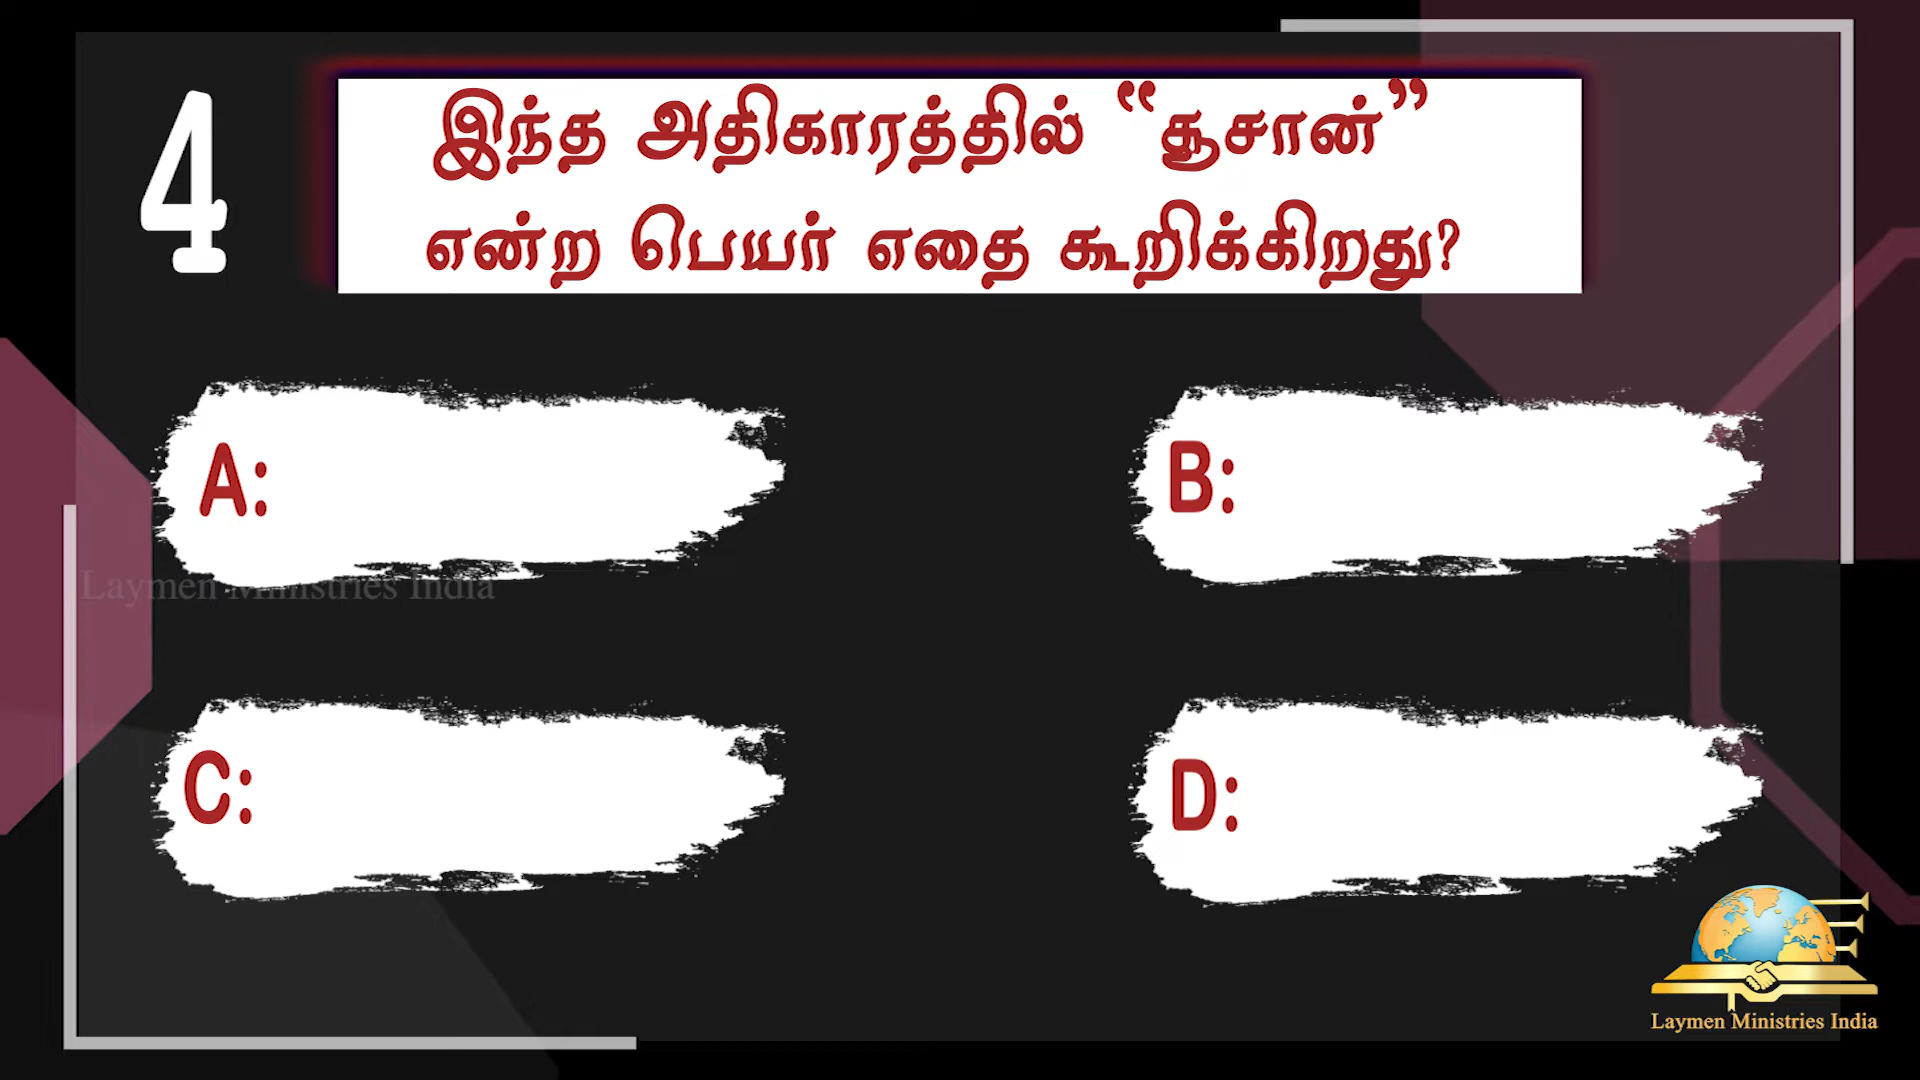 4
இந்த அதிகாரத்தில் “சூசான்”
என்ற பெயர் எதை கூறிக்கிறது?
A:
B:
Laymen Ministries India
C:
D:
Laymen Ministries India